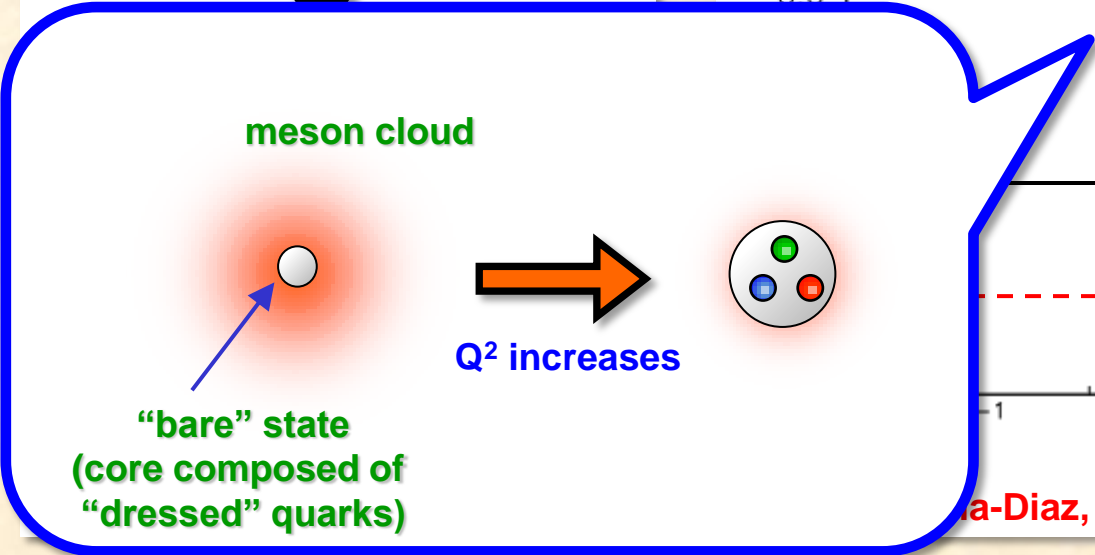 meson cloud
Q² increases
“bare” state
(core composed of
“dressed” quarks)
1
a-Diaz,